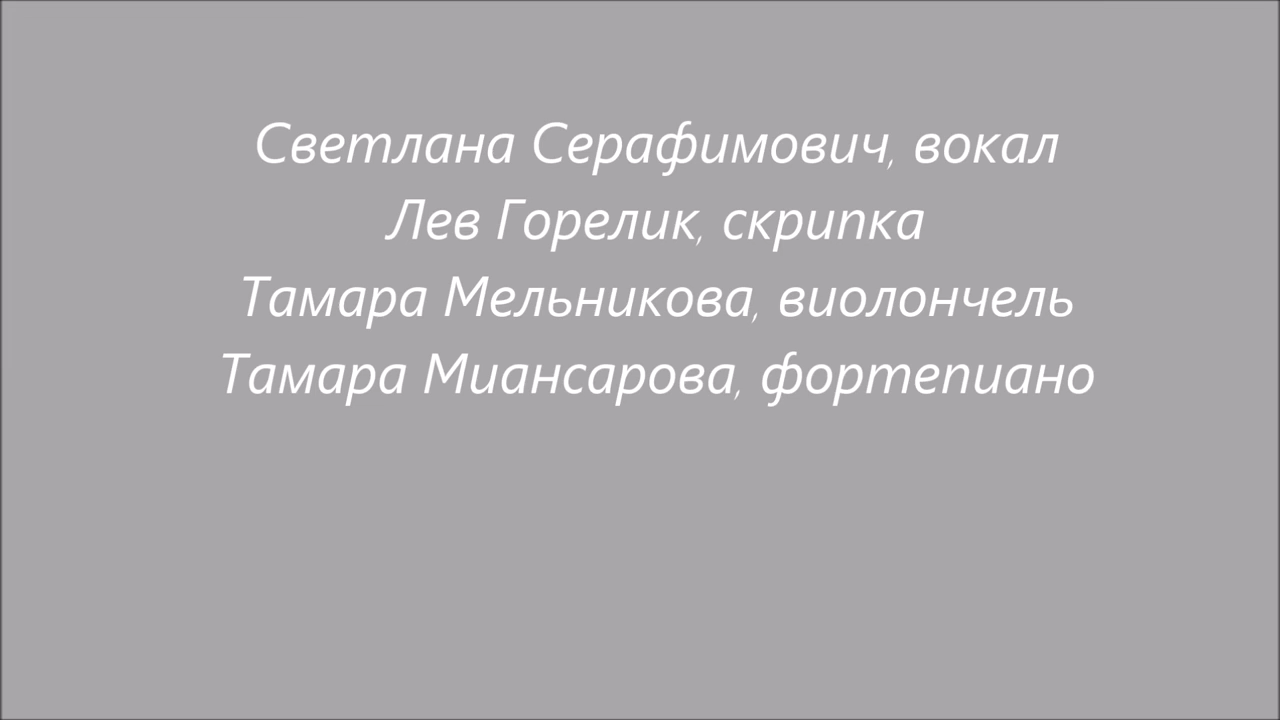 Светлана Серафимович, вокал
Лев Горелик, скрипка
Тамара Мельникова, виолончель
Тамара Миансарова, фортепиано